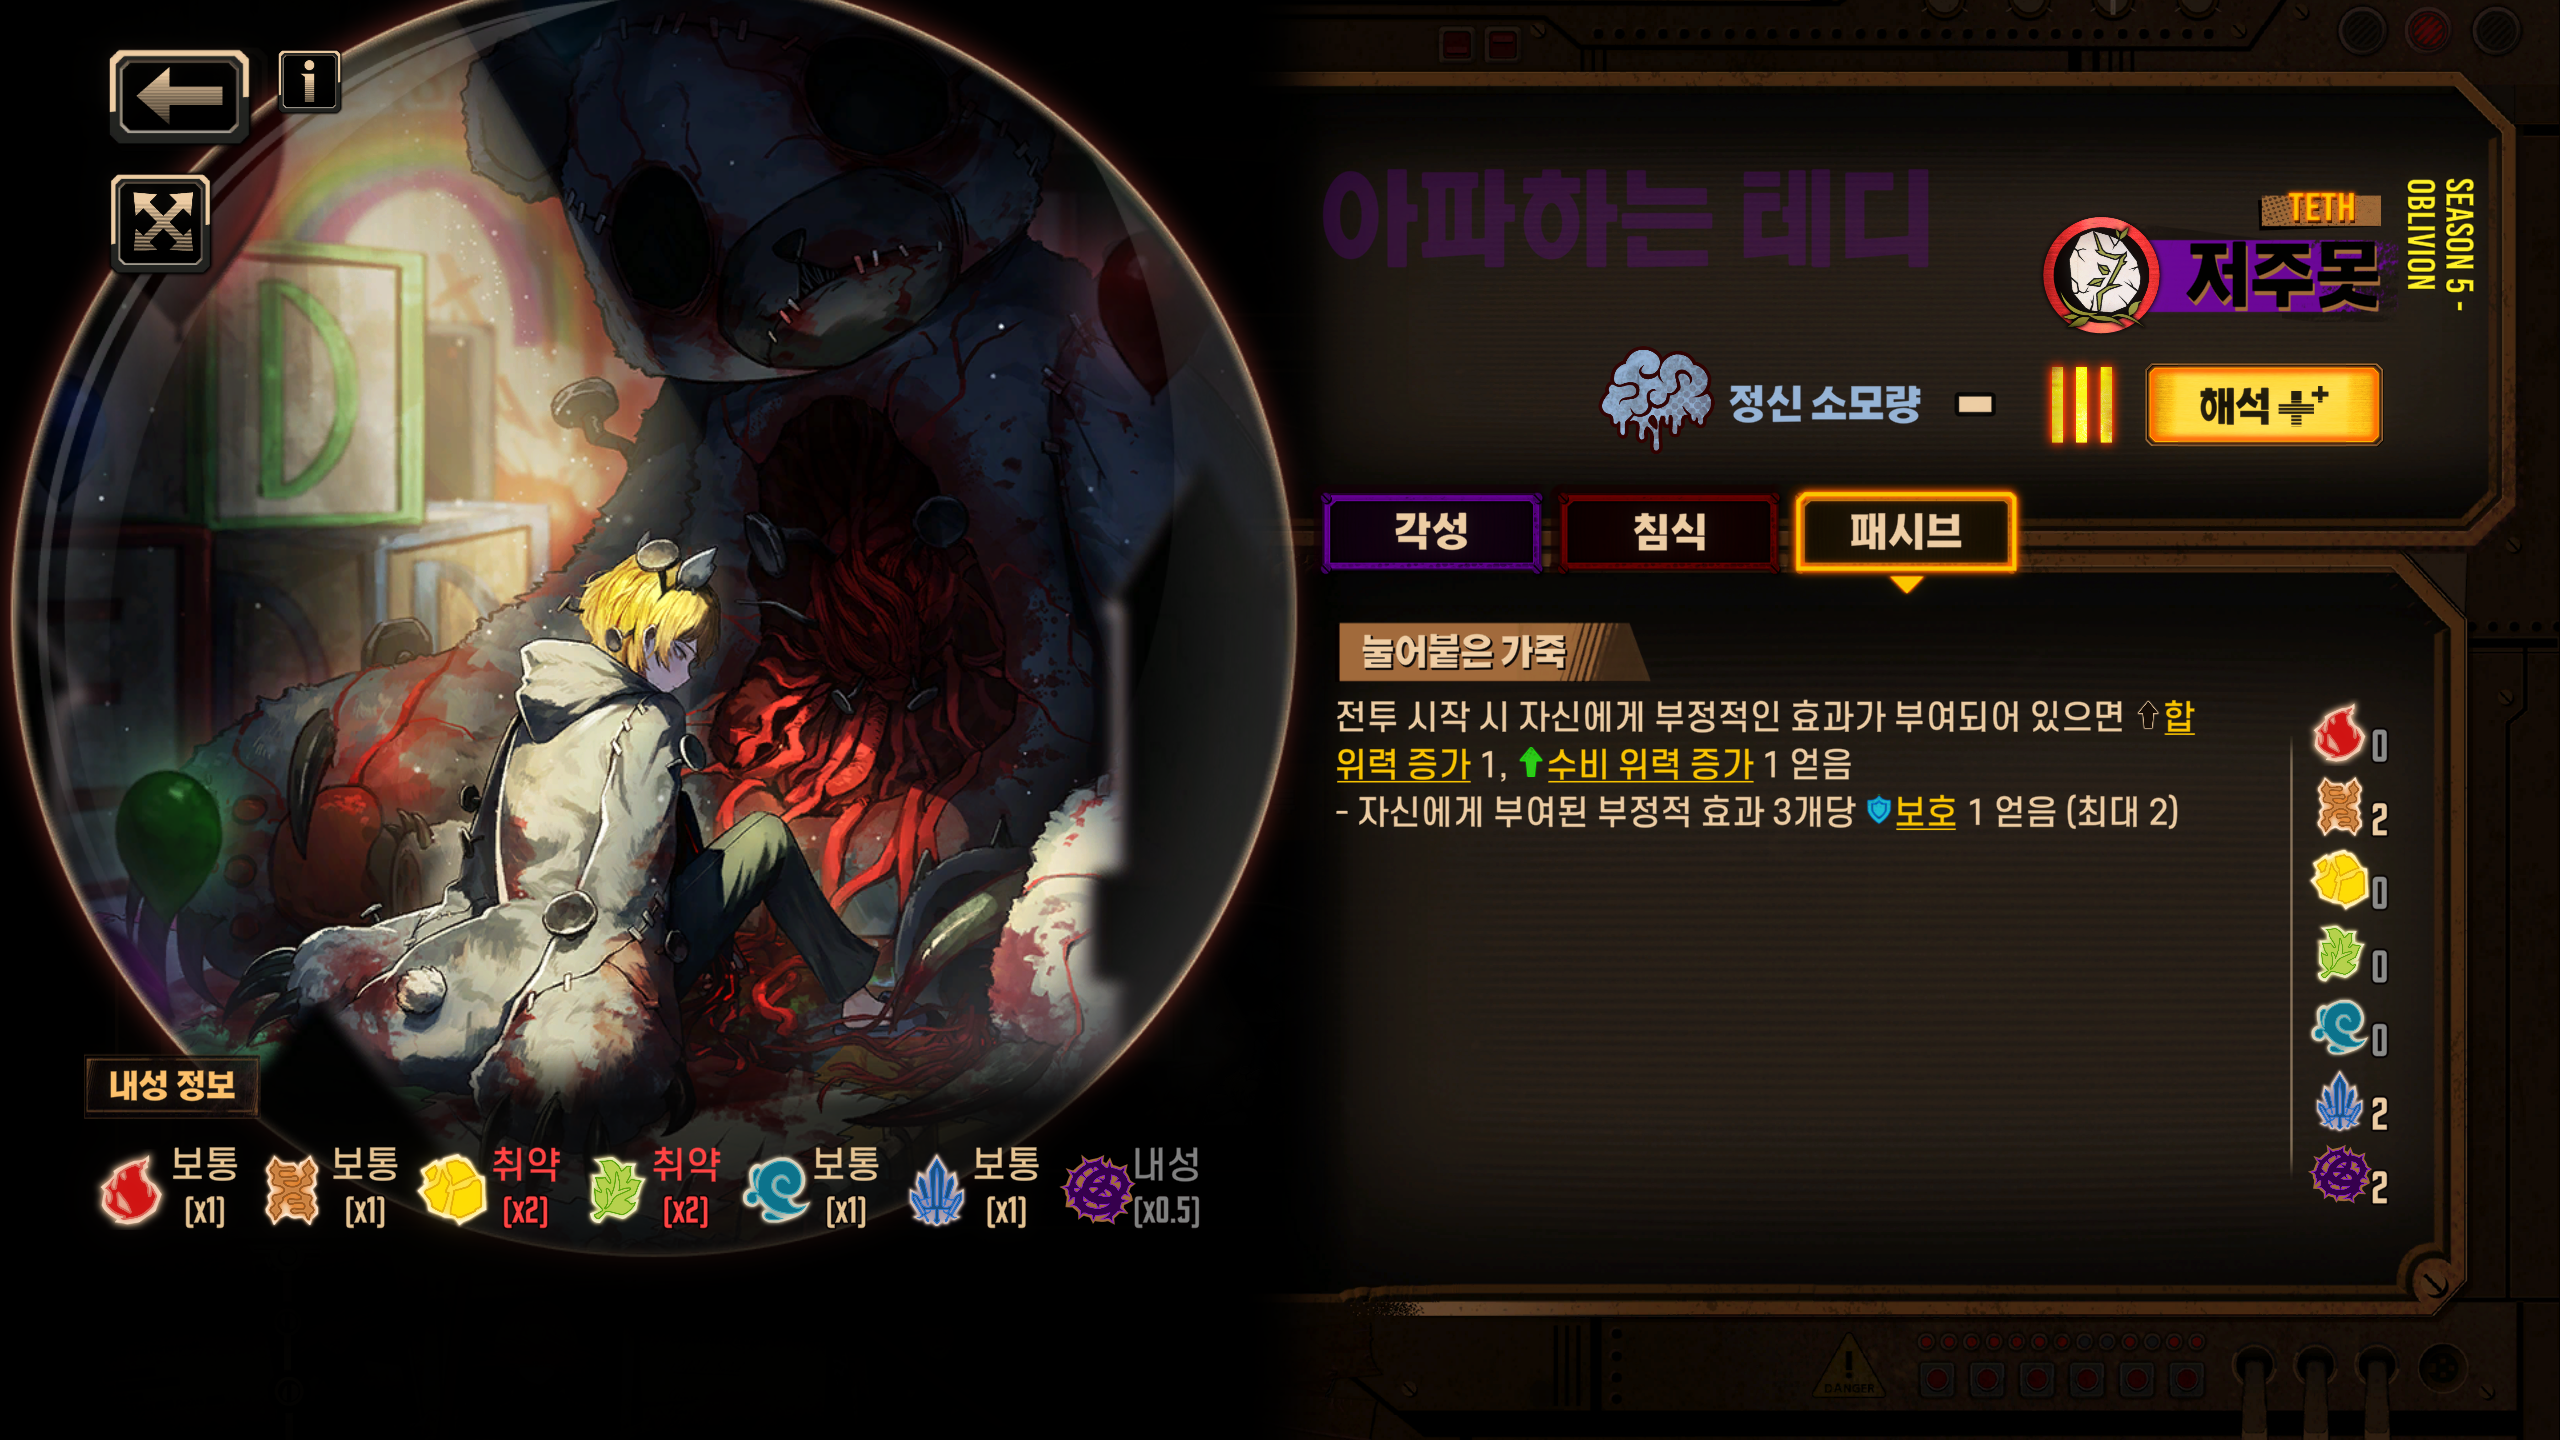 아파하는 테디
TETH
저주못
SEASON 5 -
OBLIVION
정신 소모량 -
해석 ++
각성
침식
패시브
눌어붙은 가죽
전투 시작 시 자신에게 부정적인 효과가 부여되어 있으면 합
위력 증가 1, 수비 위력 증가 1 얻음
- 자신에게 부여된 부정적 효과 3개당 보호 1 얻음 (최대 2)
0
2
0
0
0
2
2
D
내성 정보
보통 보통 취약 취약 보통 보통 내성
(x1) (x1) (x2) (x2) (x1) (x1) (x0.5)
DANGER